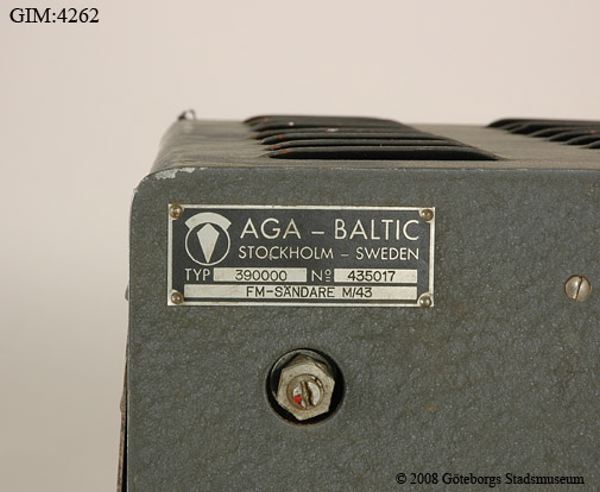 GIM:4262
AGA – BALTIC
STOCKHOLM – SWEDEN
TYP 390000 Nº 435017
FM-SÄNDARE M/43
© 2008 Göteborgs Stadsmuseum